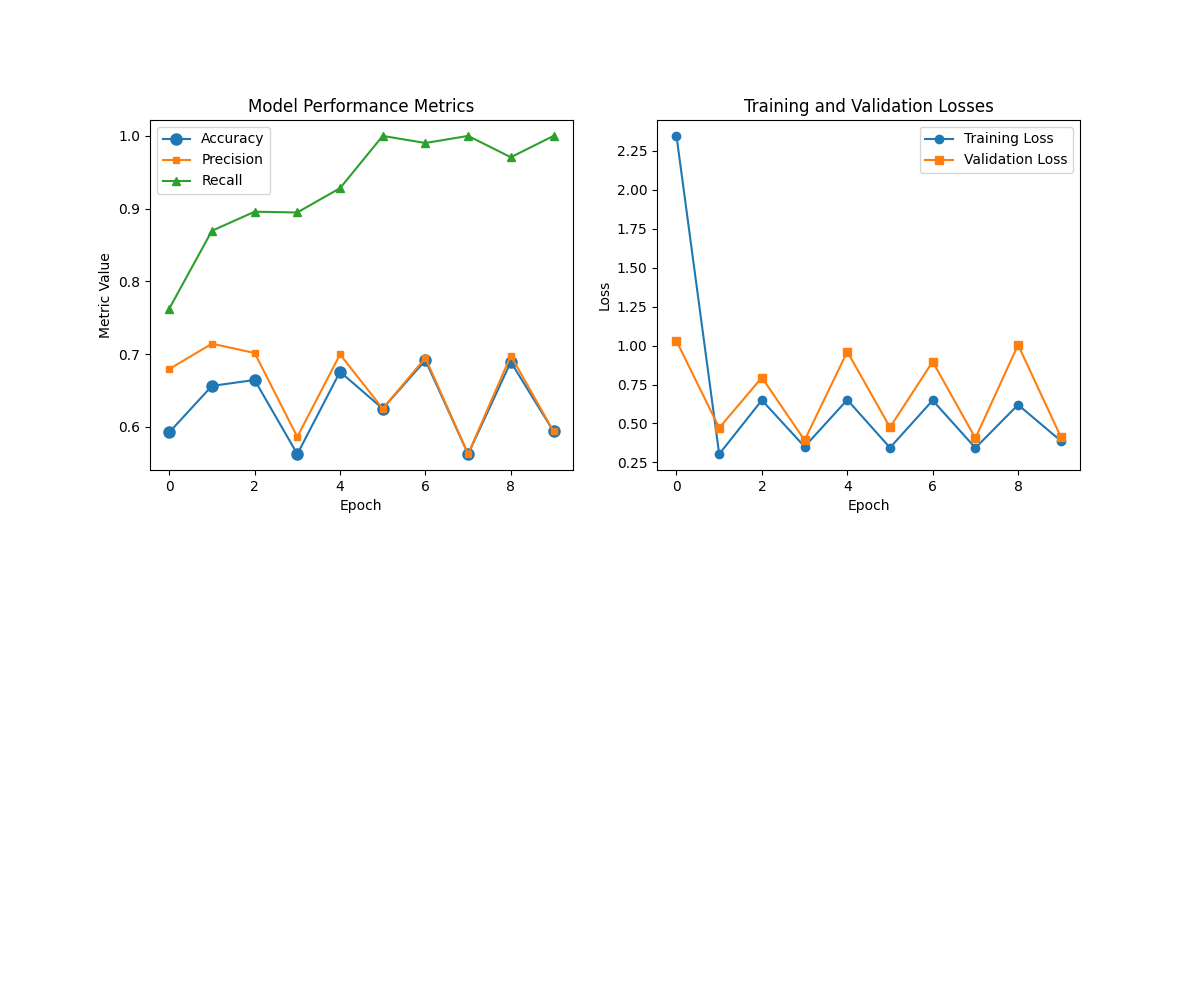 Model Performance Metrics
Accuracy
Precision
Recall
1.0
0.9
0.8
0.7
0.6
Metric Value
0 2 4 6 8
Epoch
Training and Validation Losses
Training Loss
Validation Loss
2.25
2.00
1.75
1.50
1.25
1.00
0.75
0.50
0.25
Loss
0 2 4 6 8
Epoch